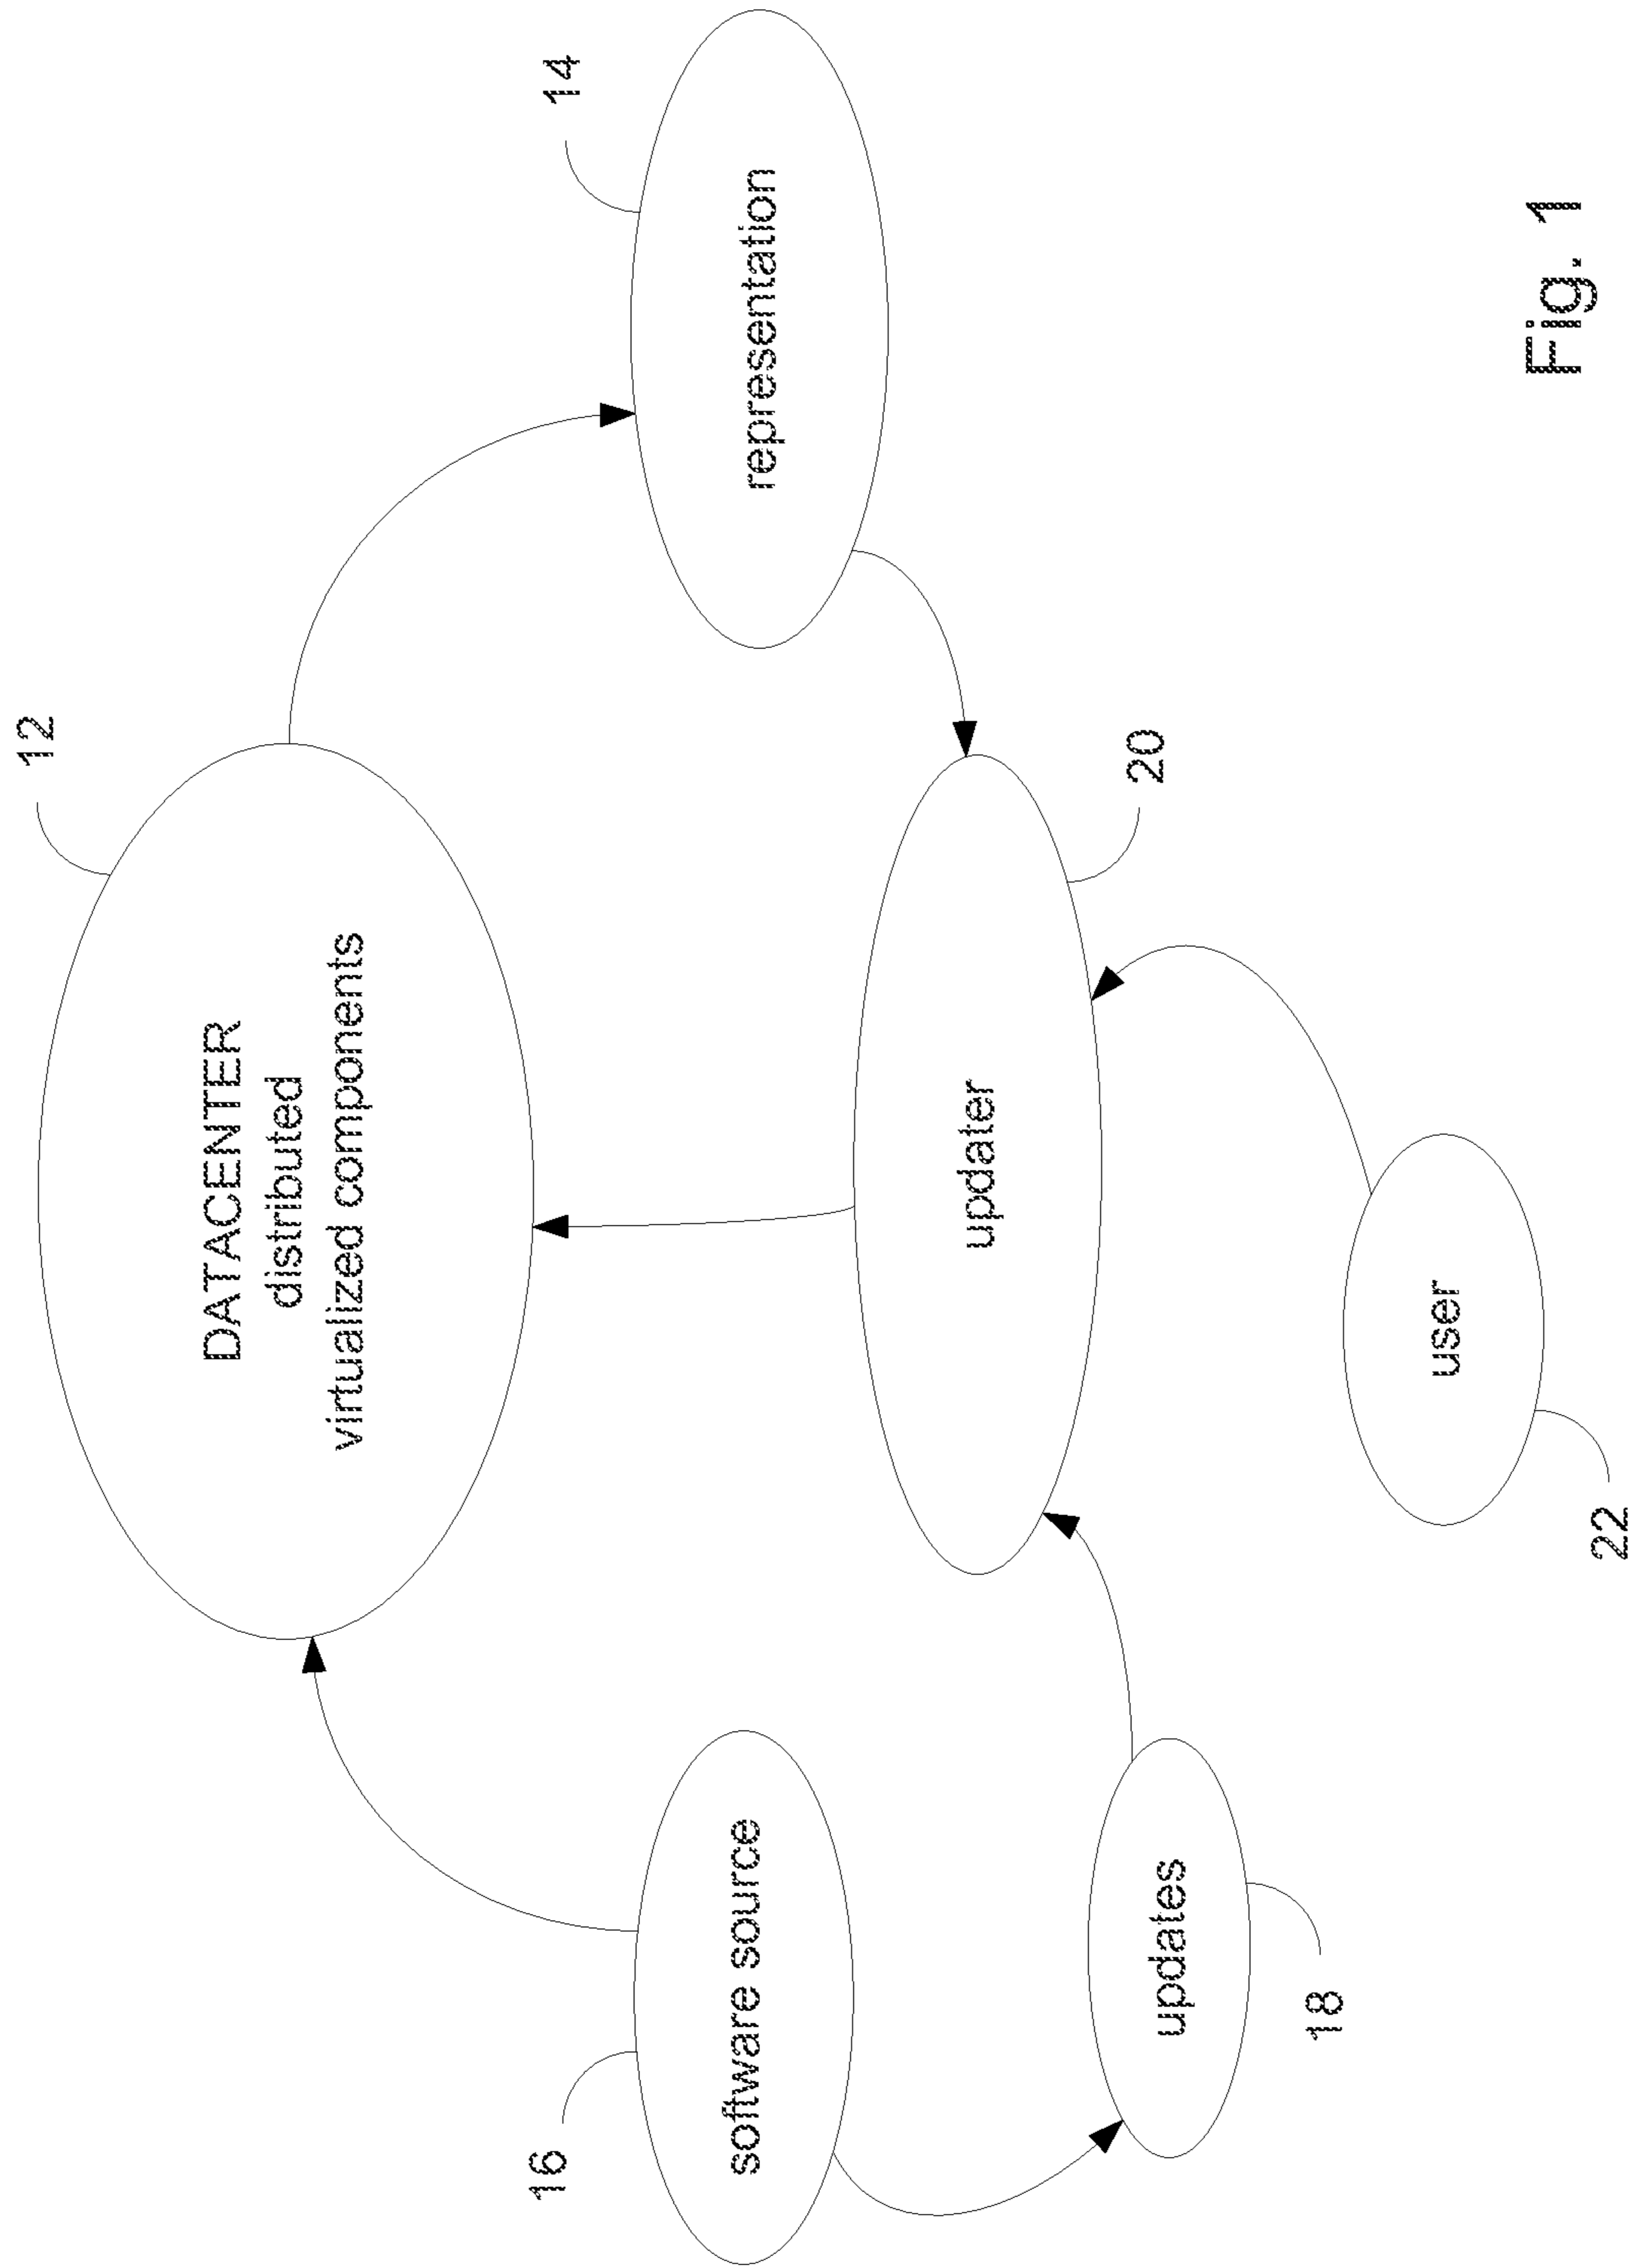 12
DATACENTER
distributed
virtualized components
14
representation
16
software source
updater
20
updates
18
user
22
Fig. 1